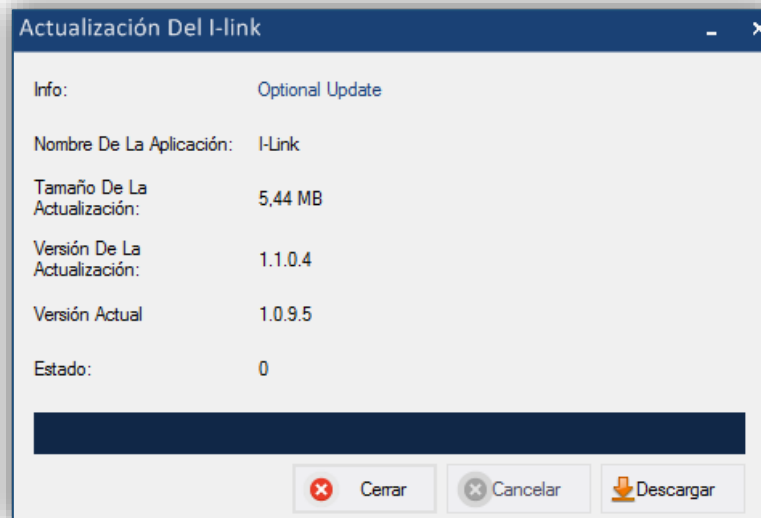 Actualización Del I-link
Info: Optional Update
Nombre De La Aplicación: I-Link
Tamaño De La
Actualización: 5,44 MB
Versión De La
Actualización: 1.1.0.4
Versión Actual 1.0.9.5
Estado: 0
Cerrar Cancelar Descargar